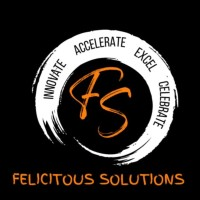 INNOVATE ACCELERATE EXCEL CELEBRATE
FS
FELICITOUS SOLUTIONS